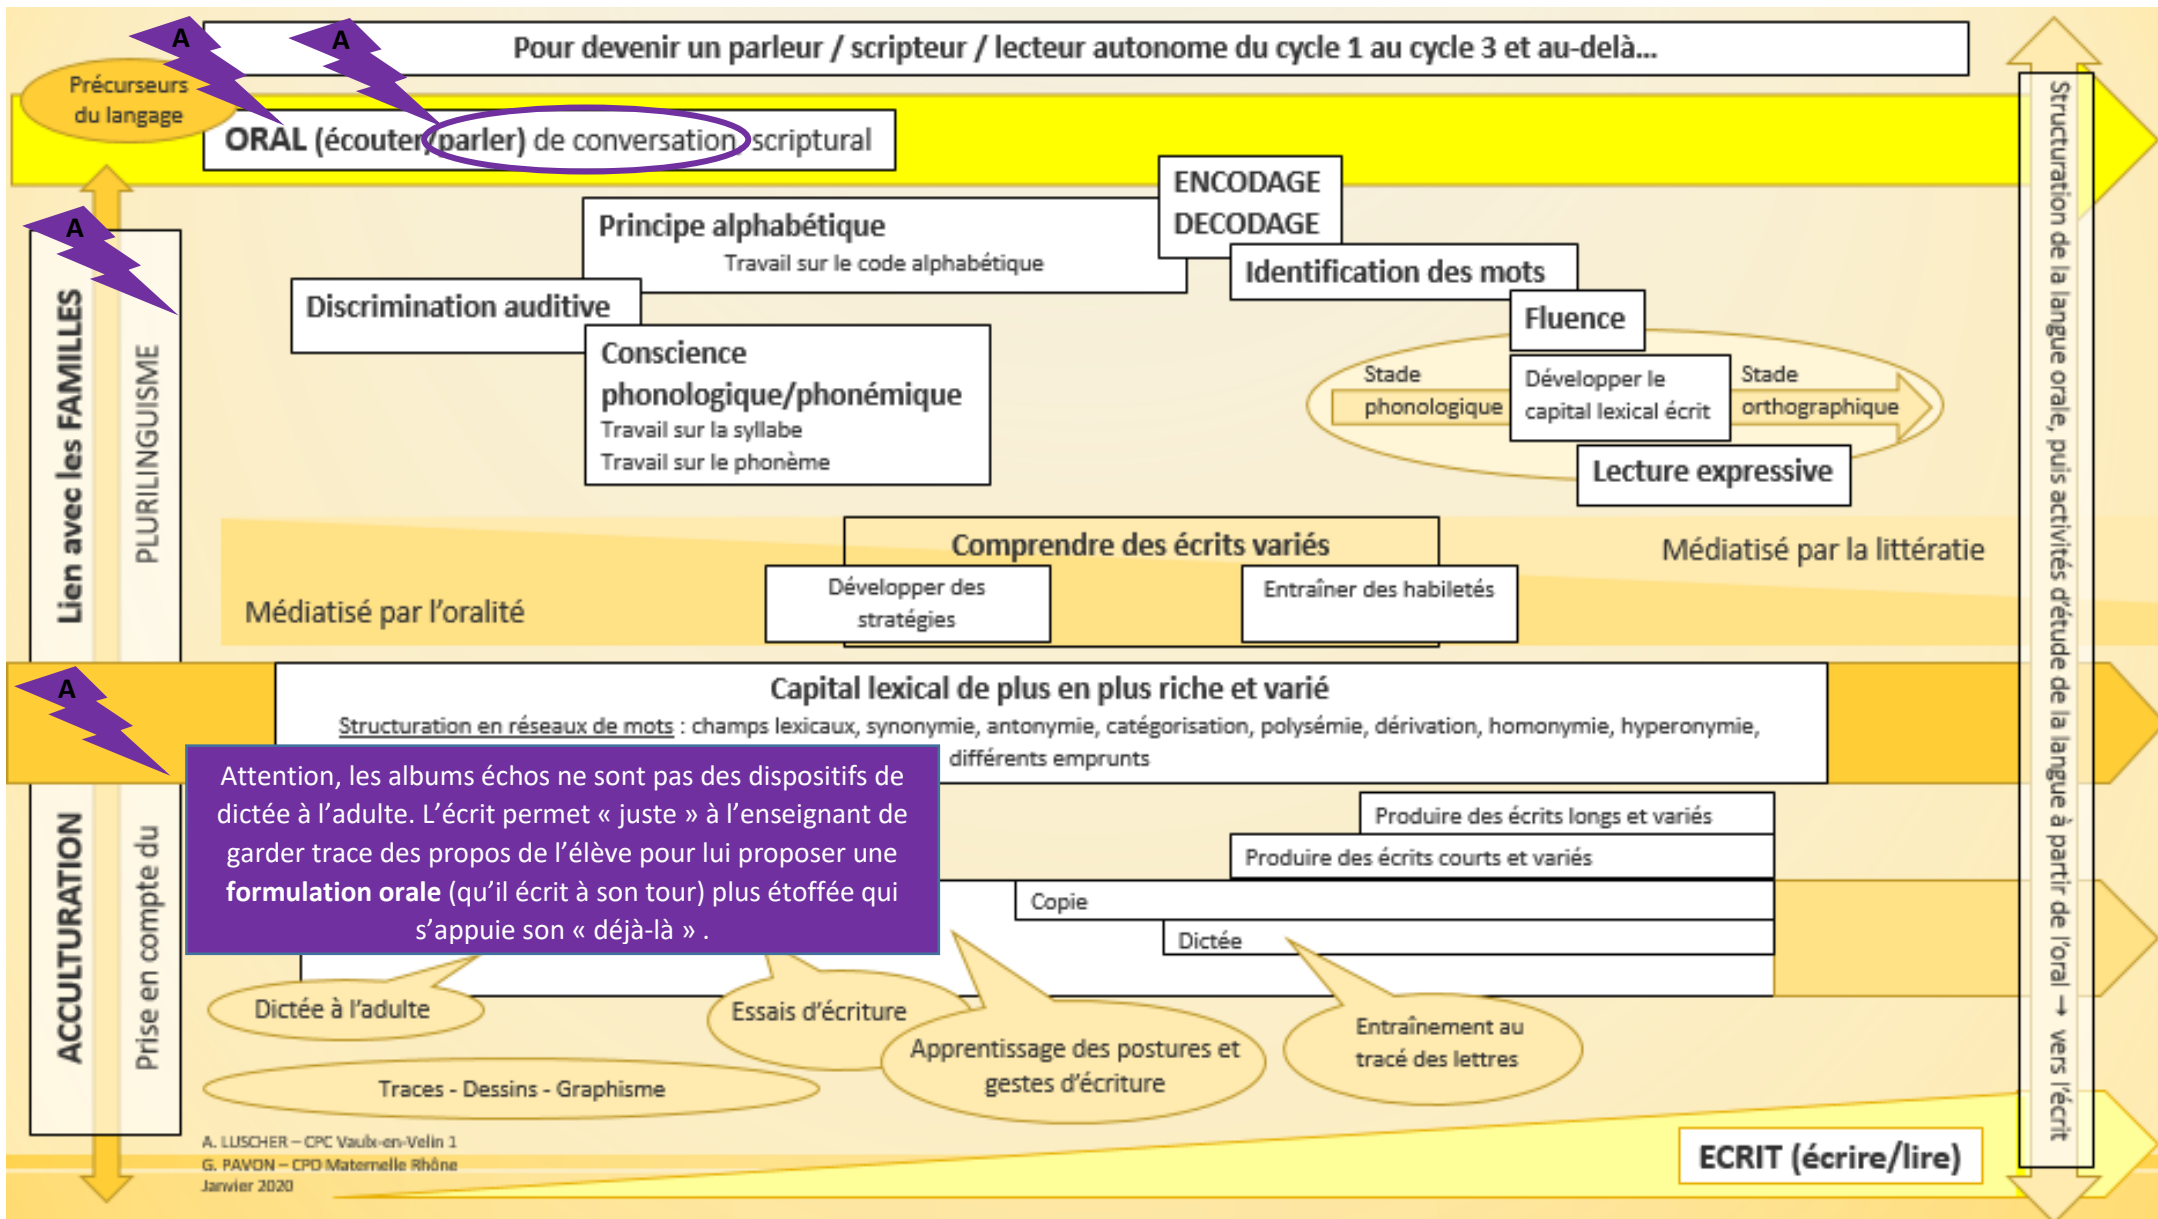 Pour devenir un parleur / scripteur / lecteur autonome du cycle 1 au cycle 3 et au-delà...
A
A
Précurseurs
du langage
ORAL (écouter/parler) de conversation, scriptural
A
Lien avec les FAMILLES
PLURILINGUISME
ENCODAGE
DECODAGE
Principe alphabétique
Travail sur le code alphabétique
Identification des mots
Discrimination auditive
Fluence
Conscience
phonologique/phonémique
Travail sur la syllabe
Travail sur le phonème
Stade
phonologique
Développer le
capital lexical écrit
Stade
orthographique
Lecture expressive
Comprendre des écrits variés
Médiatisé par la littératie
Développer des
stratégies
Entraîner des habiletés
Médiatisé par l'oralité
A
Capital lexical de plus en plus riche et varié
Structuration en réseaux de mots : champs lexicaux, synonymie, antonymie, catégorisation, polysémie, dérivation, homonymie, hyperonymie,
différents emprunts
Attention, les albums échos ne sont pas des dispositifs de
dictée à l'adulte. L'écrit permet « juste » à l'enseignant de
garder trace des propos de l'élève pour lui proposer une
formulation orale (qu'il écrit à son tour) plus étoffée qui
s'appuie son « déjà-là » .
ACCULTURATION
Prise en compte du
Produire des écrits longs et variés
Produire des écrits courts et variés
Copie
Dictée
Dictée à l'adulte
Essais d'écriture
Apprentissage des postures et
gestes d'écriture
Entraînement au
tracé des lettres
Traces - Dessins - Graphisme
A. LUSCHER – CPC Vaulx-en-Velin 1
G. PAVON – CPD Maternelle Rhône
Janvier 2020
ECRIT (écrire/lire)
Structuration de la langue orale, puis activités d'étude de la langue à partir de l'oral → vers l'écrit